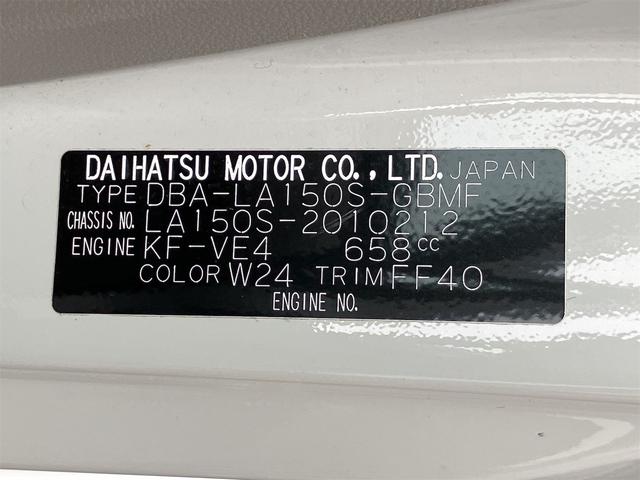 DAIHATSU MOTOR CO.,LTD. JAPAN
TYPE DBA-LA150S-GBMF
CHASSIS NO. LA150S-2010212
ENGINE KF-VE4 658cc
COLOR W24 TRIM FF40
ENGINE NO.